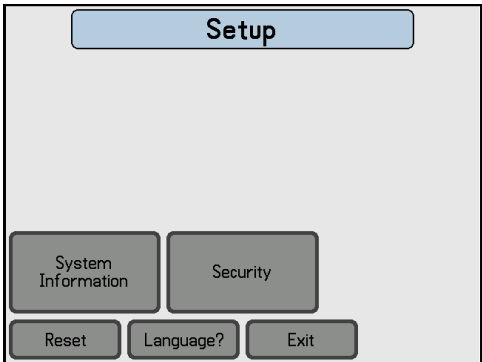 Setup
System
Information
Security
Reset
Language?
Exit